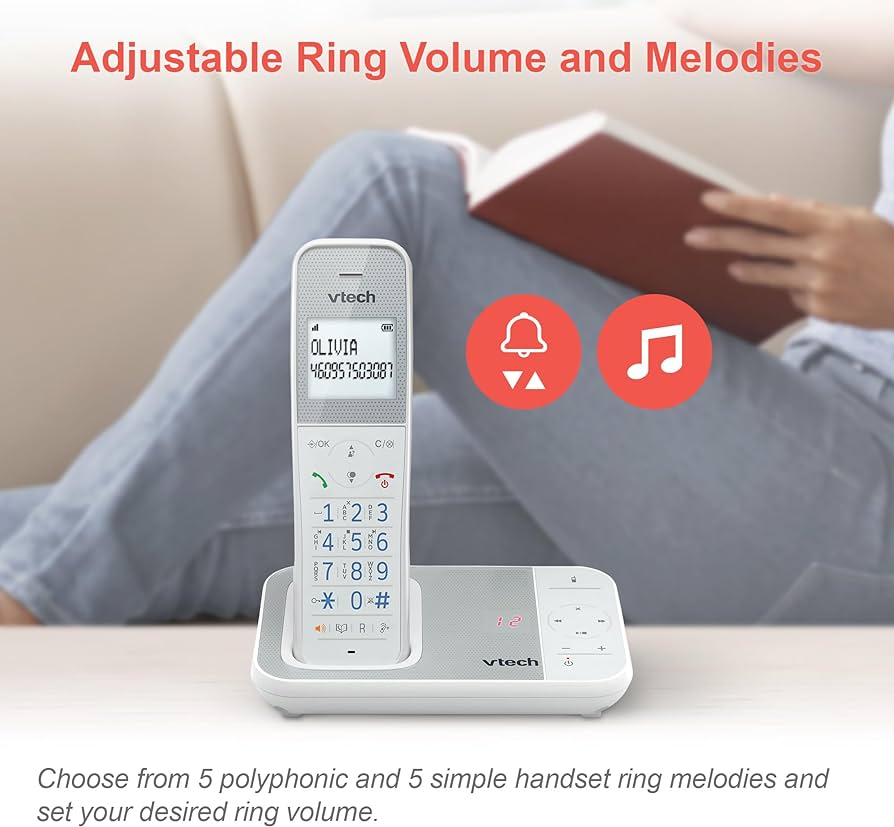 Adjustable Ring Volume and Melodies
vtech
OLIVIA
460957503087
/OK
C/
1
ABC 2
DEF 3
GHI 4
JKL 5
MNO 6
PQRS 7
TUV 8
WXYZ 9
*
0
#
R
12
vtech
Choose from 5 polyphonic and 5 simple handset ring melodies and
set your desired ring volume.